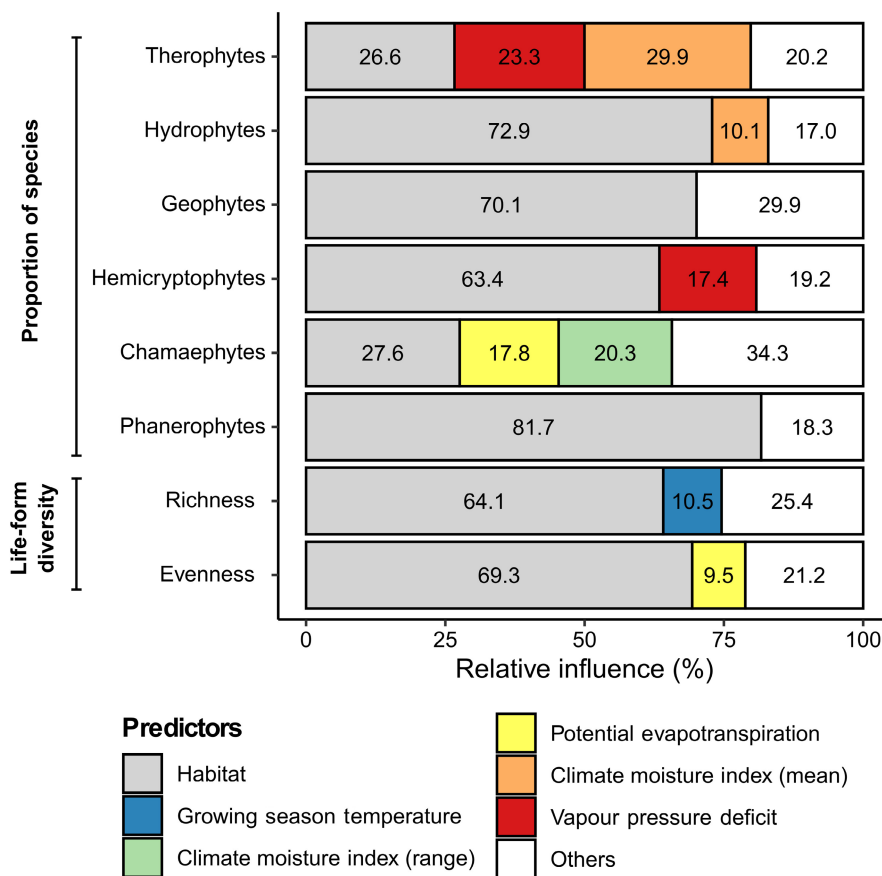 Proportion of species
Therophytes 26.6 23.3 29.9 20.2
Hydrophytes 72.9 10.1 17.0
Geophytes 70.1 29.9
Hemicryptophytes 63.4 17.4 19.2
Chamaephytes 27.6 17.8 20.3 34.3
Phanerophytes 81.7 18.3
Life-form
diversity
Richness 64.1 10.5 25.4
Evenness 69.3 9.5 21.2
0 25 50 75 100
Relative influence (%)
Predictors
Habitat
Growing season temperature
Climate moisture index (range)
Potential evapotranspiration
Climate moisture index (mean)
Vapour pressure deficit
Others